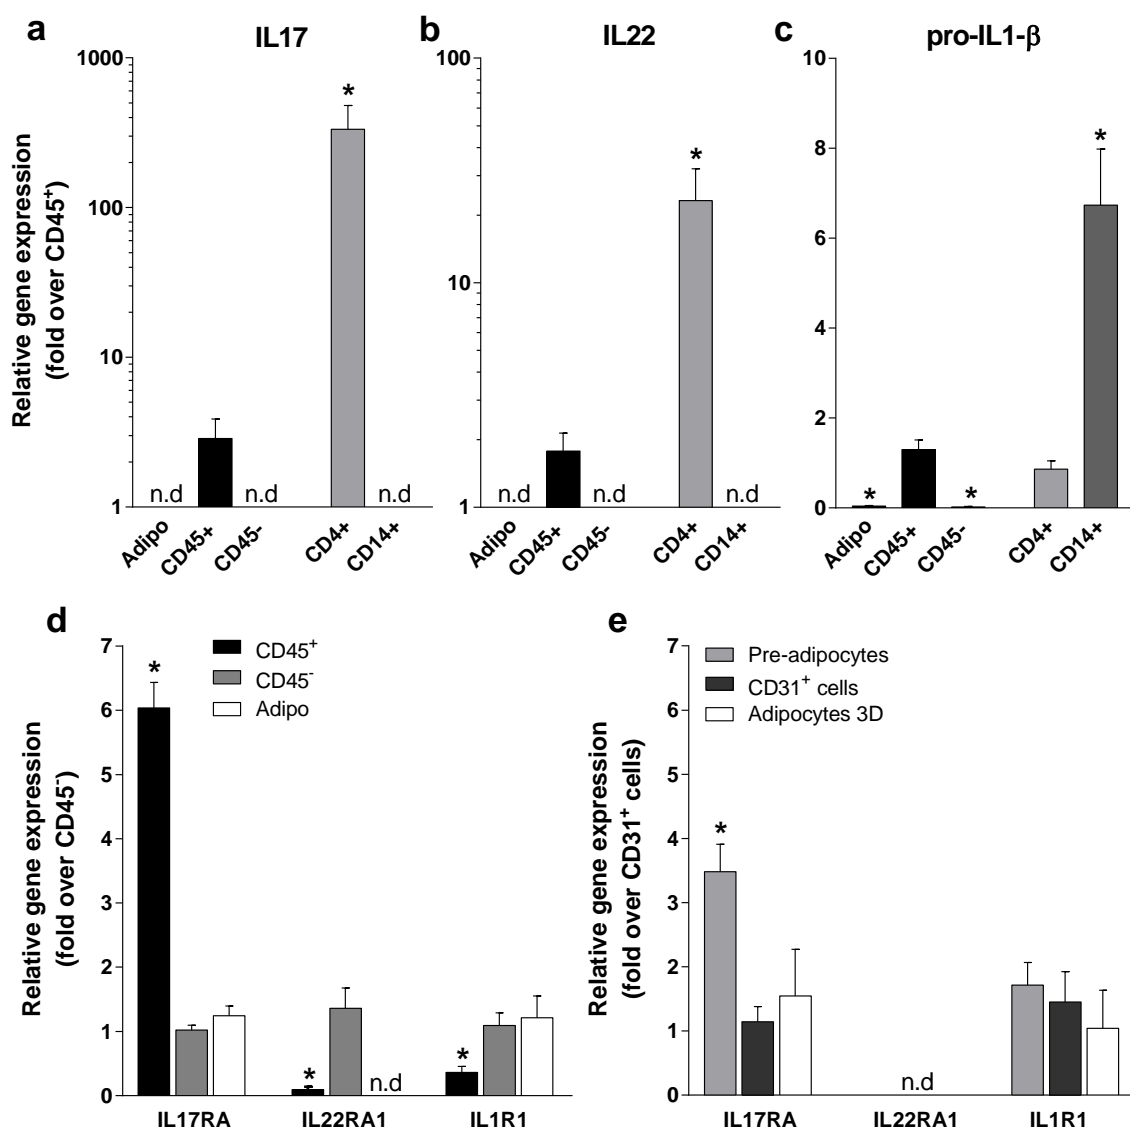 a
IL17
Relative gene expression
(fold over CD45+)
1000
100
10
1
*
n.d
n.d
n.d
Adipo
CD45+
CD45-
CD4+
CD14+
b
IL22
100
10
1
*
n.d
n.d
n.d
Adipo
CD45+
CD45-
CD4+
CD14+
c
pro-IL1-β
10
8
6
4
2
0
*
*
*
Adipo
CD45+
CD45-
CD4+
CD14+
d
Relative gene expression
(fold over CD45-)
7
6
5
4
3
2
1
0
CD45+
CD45-
Adipo
*
*
*
n.d
IL17RA
IL22RA1
IL1R1
e
Relative gene expression
(fold over CD31+ cells)
7
6
5
4
3
2
1
0
Pre-adipocytes
CD31+ cells
Adipocytes 3D
*
n.d
IL17RA
IL22RA1
IL1R1